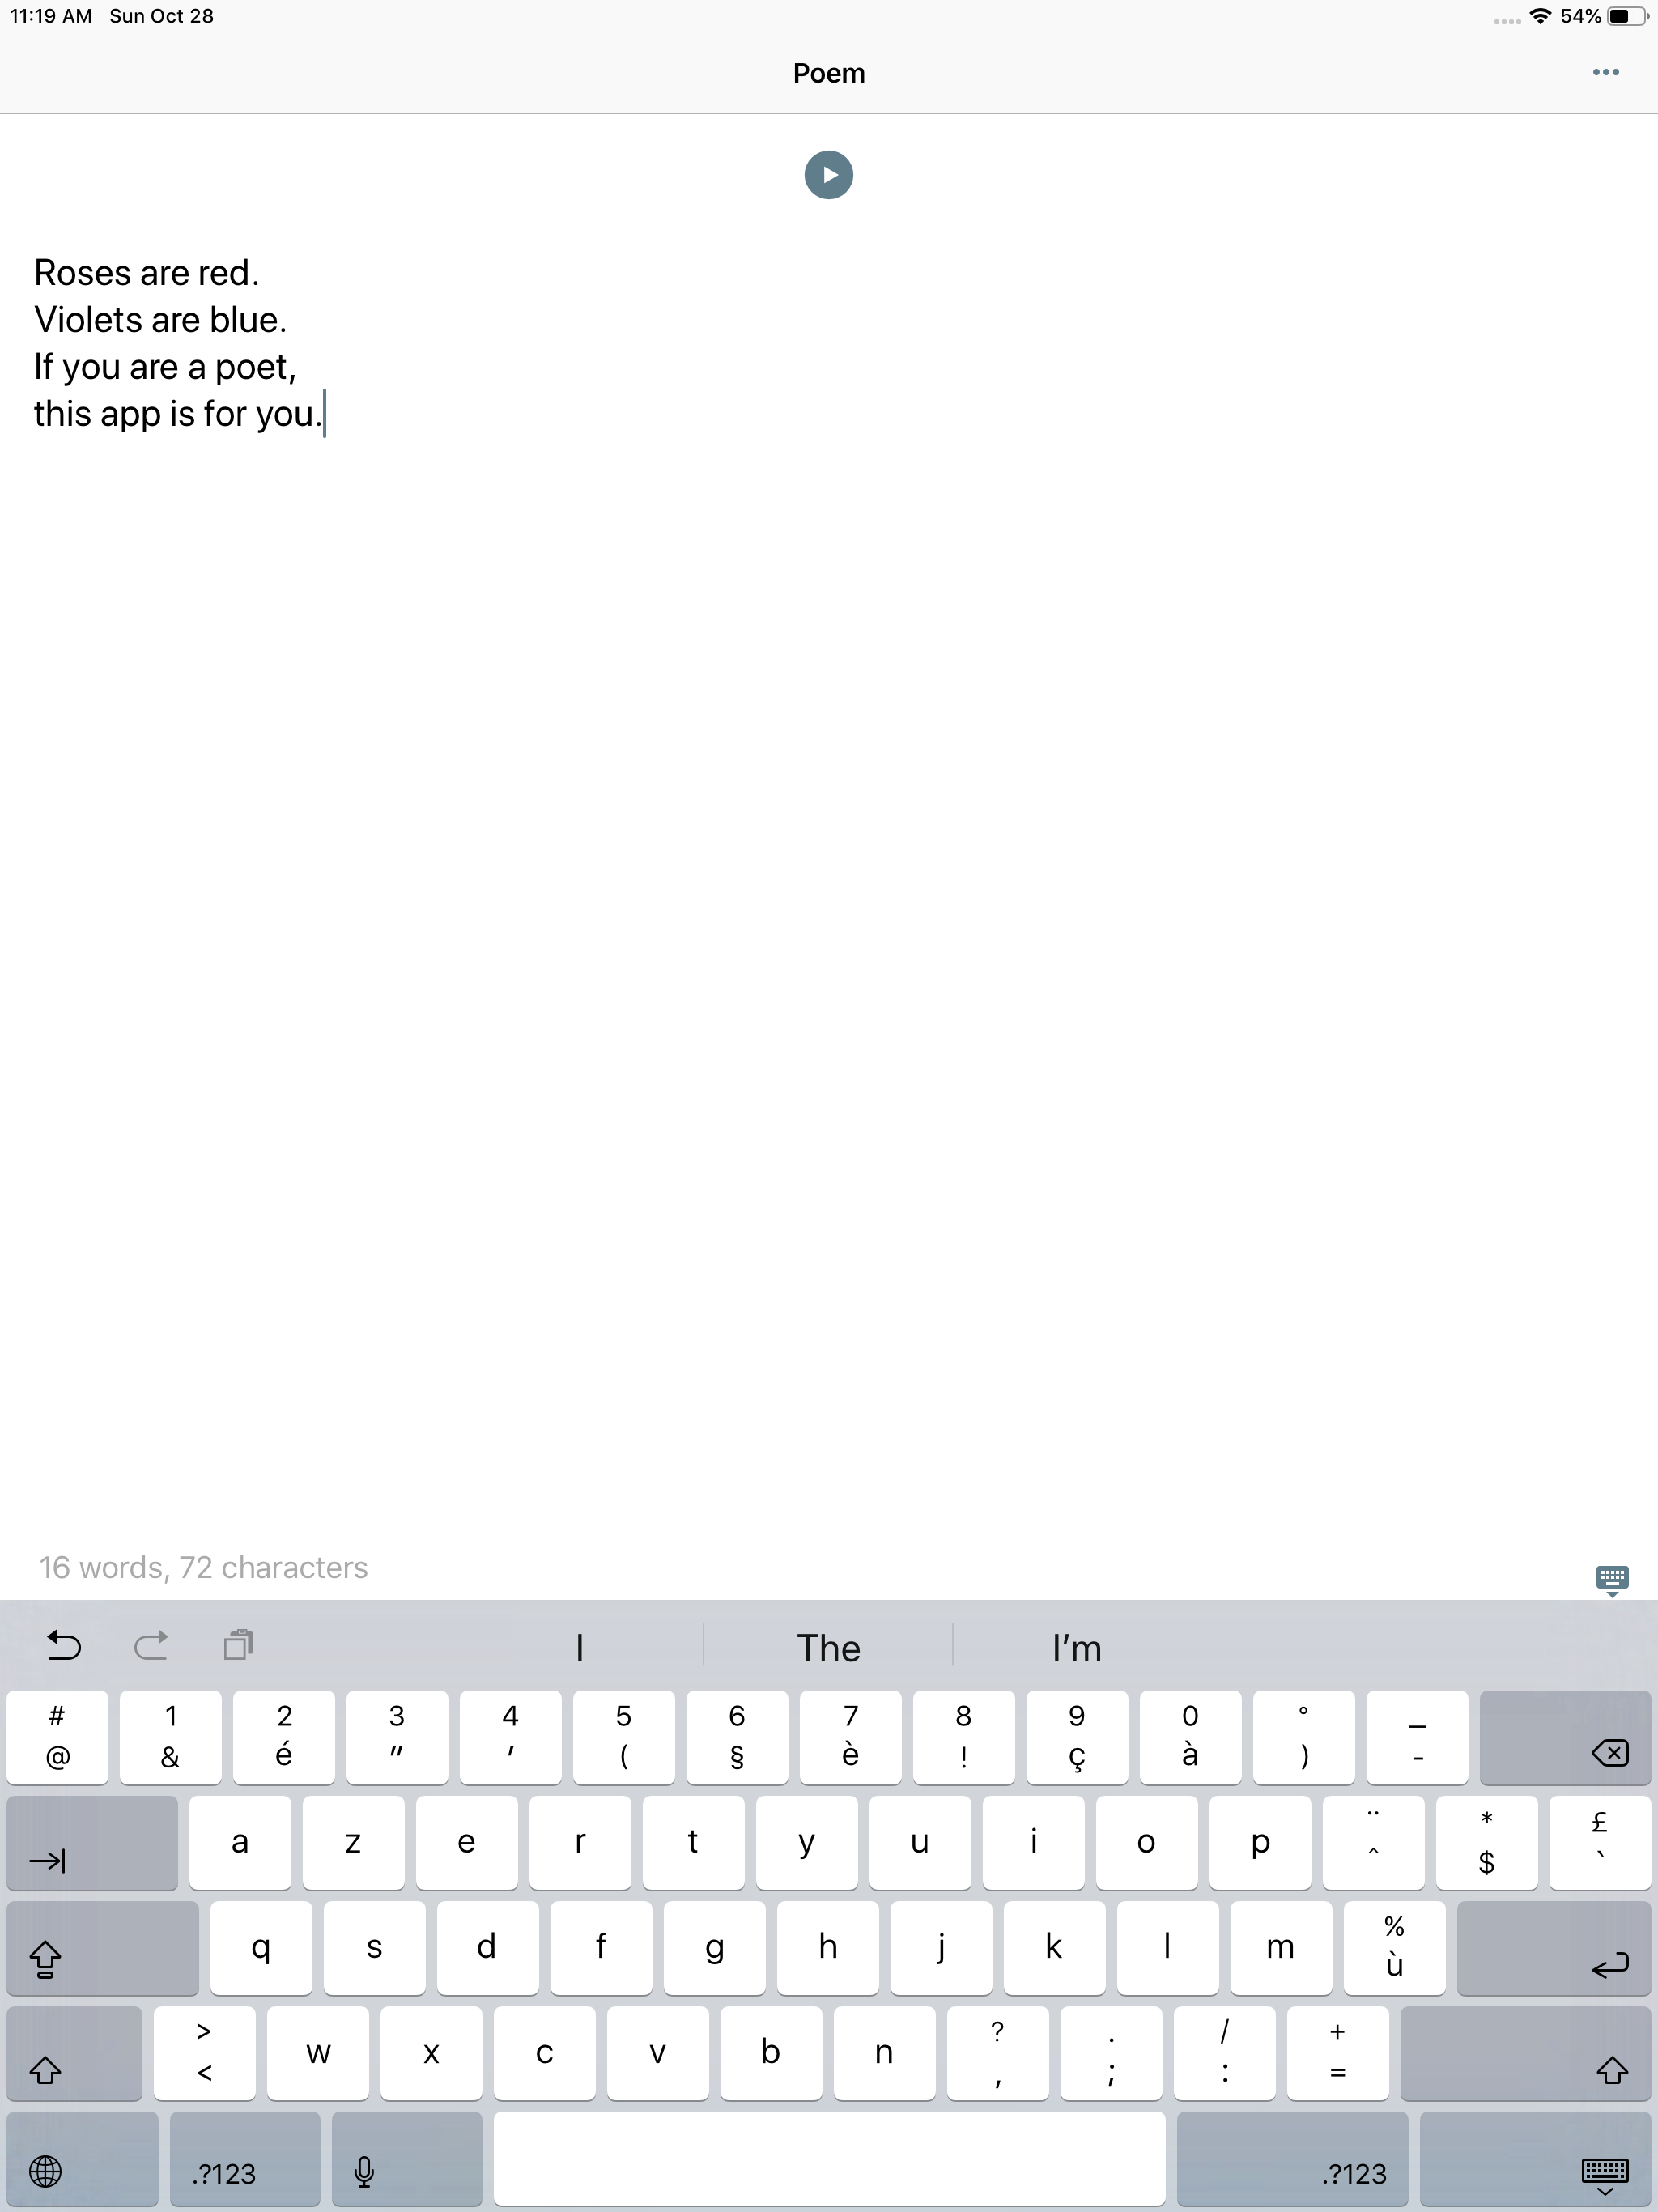 11:19 AM Sun Oct 28 54%
Poem
Roses are red.
Violets are blue.
If you are a poet,
this app is for you.
16 words, 72 characters
I The I’m
# 1 2 3 4 5 6 7 8 9 0 ° _
@ & é " ' ( § è ! ç à ) -
a z e r t y u i o p ¨ * £
^ $ `
q s d f g h j k l m %
ù
> w x c v b n ? . / +
< , ; : =
.?123 .?123